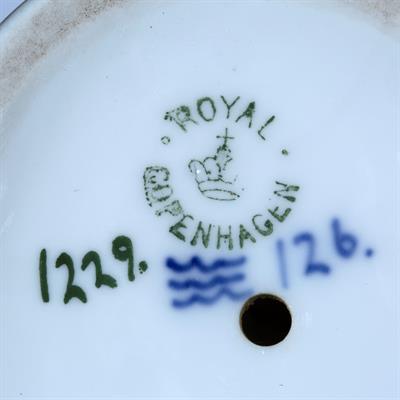 ROYAL
COPENHAGEN
1229. 126.